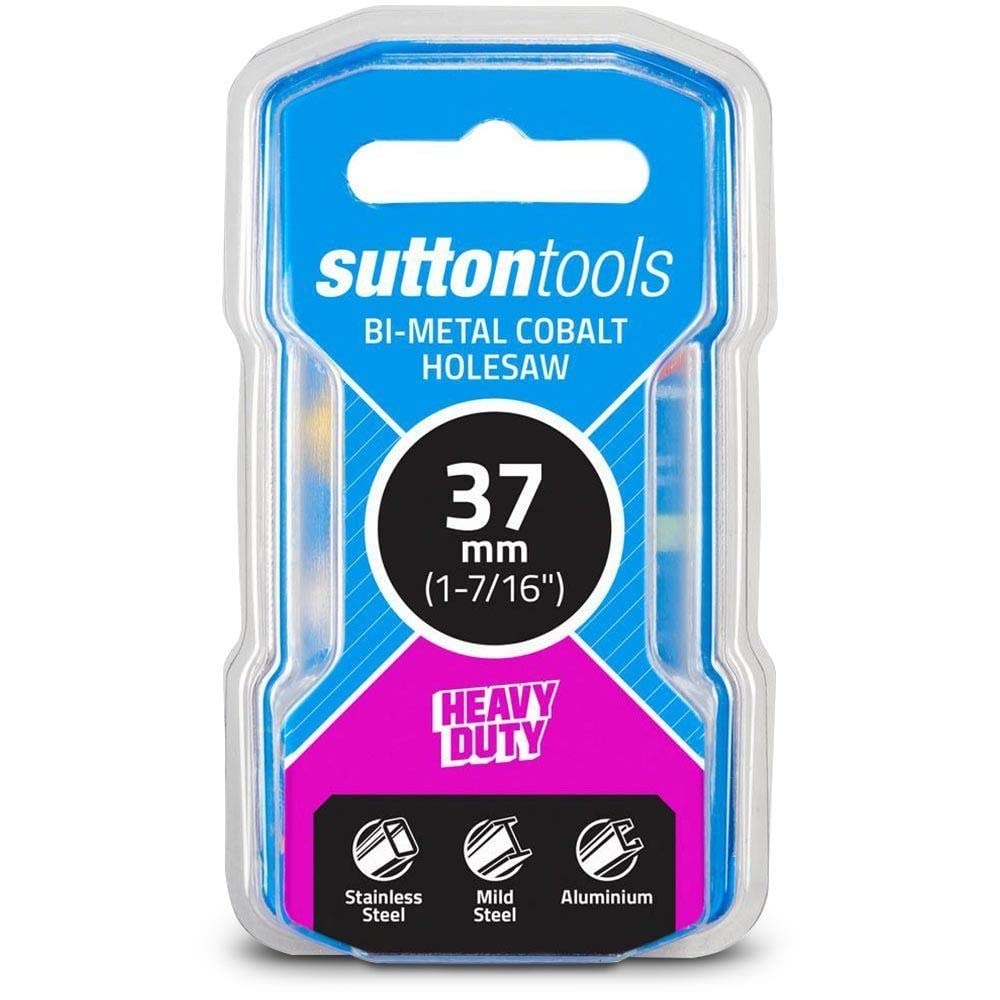 suttontools
BI-METAL COBALT
HOLESAW
37
mm
(1-7/16")
HEAVY
DUTY
Stainless
Steel
Mild
Steel
Aluminium